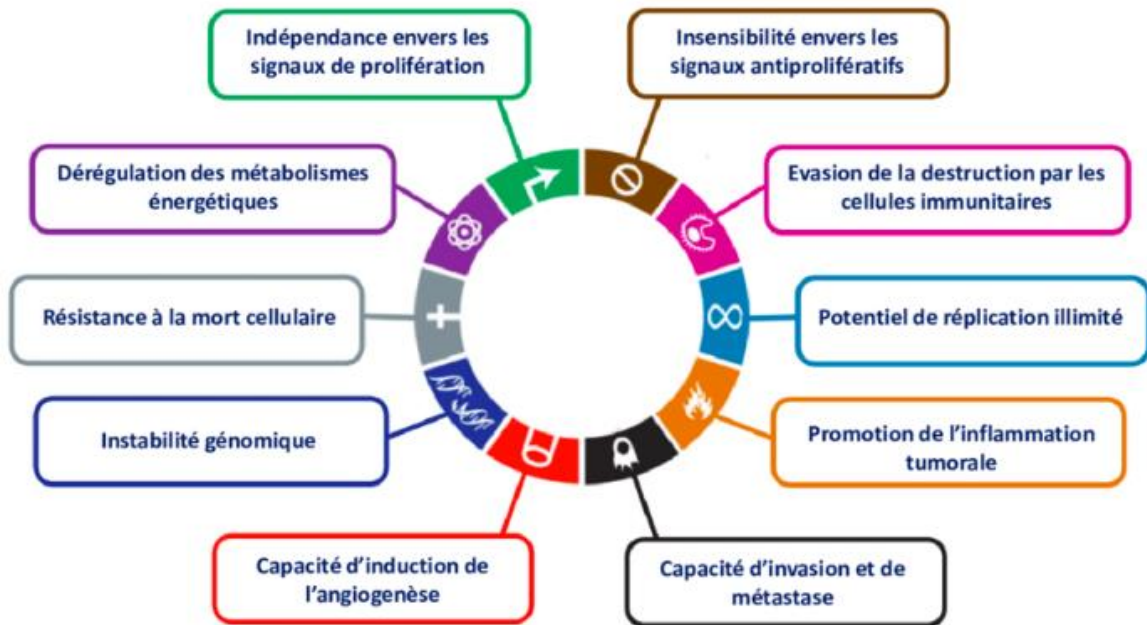 Indépendance envers les
signaux de prolifération
Insensibilité envers les
signaux antiprolifératifs
Dérégulation des métabolismes
énergétiques
Evasion de la destruction par les
cellules immunitaires
Résistance à la mort cellulaire
Potentiel de réplication illimité
Instabilité génomique
Promotion de l’inflammation
tumorale
Capacité d’induction de
l’angiogenèse
Capacité d’invasion et de
métastase